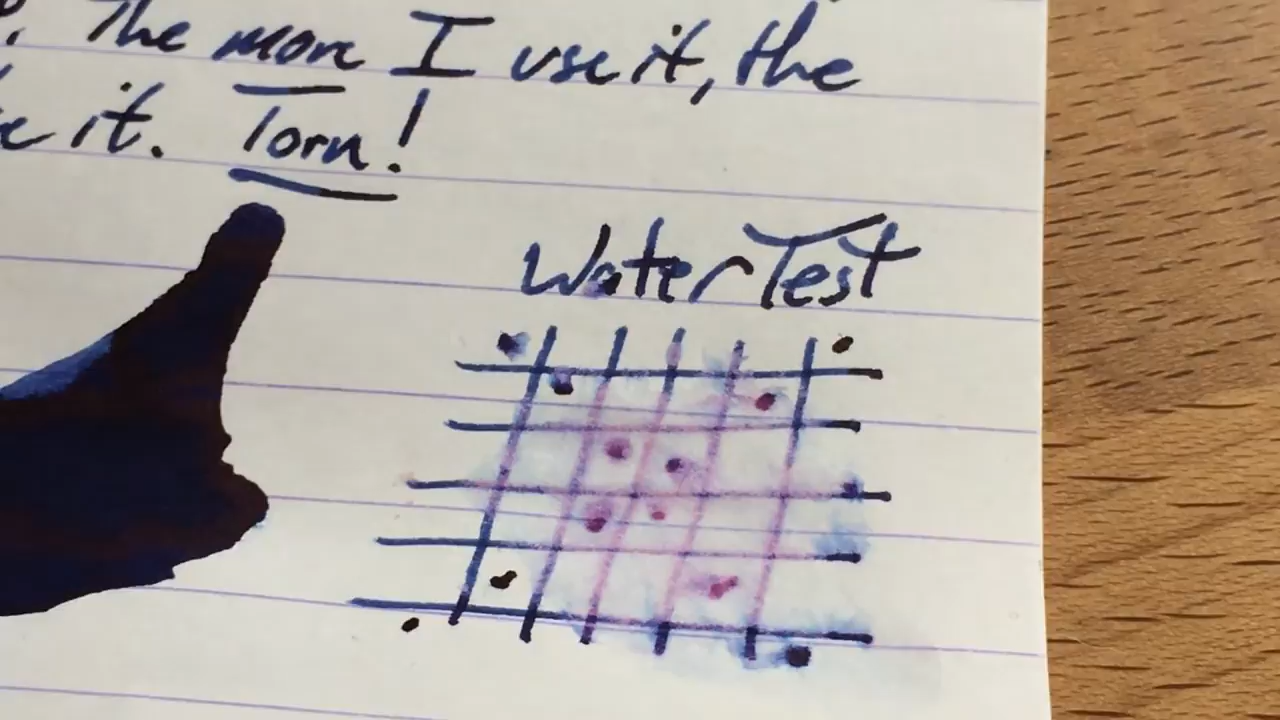 . The more I use it, the
it. Torn!
Water Test